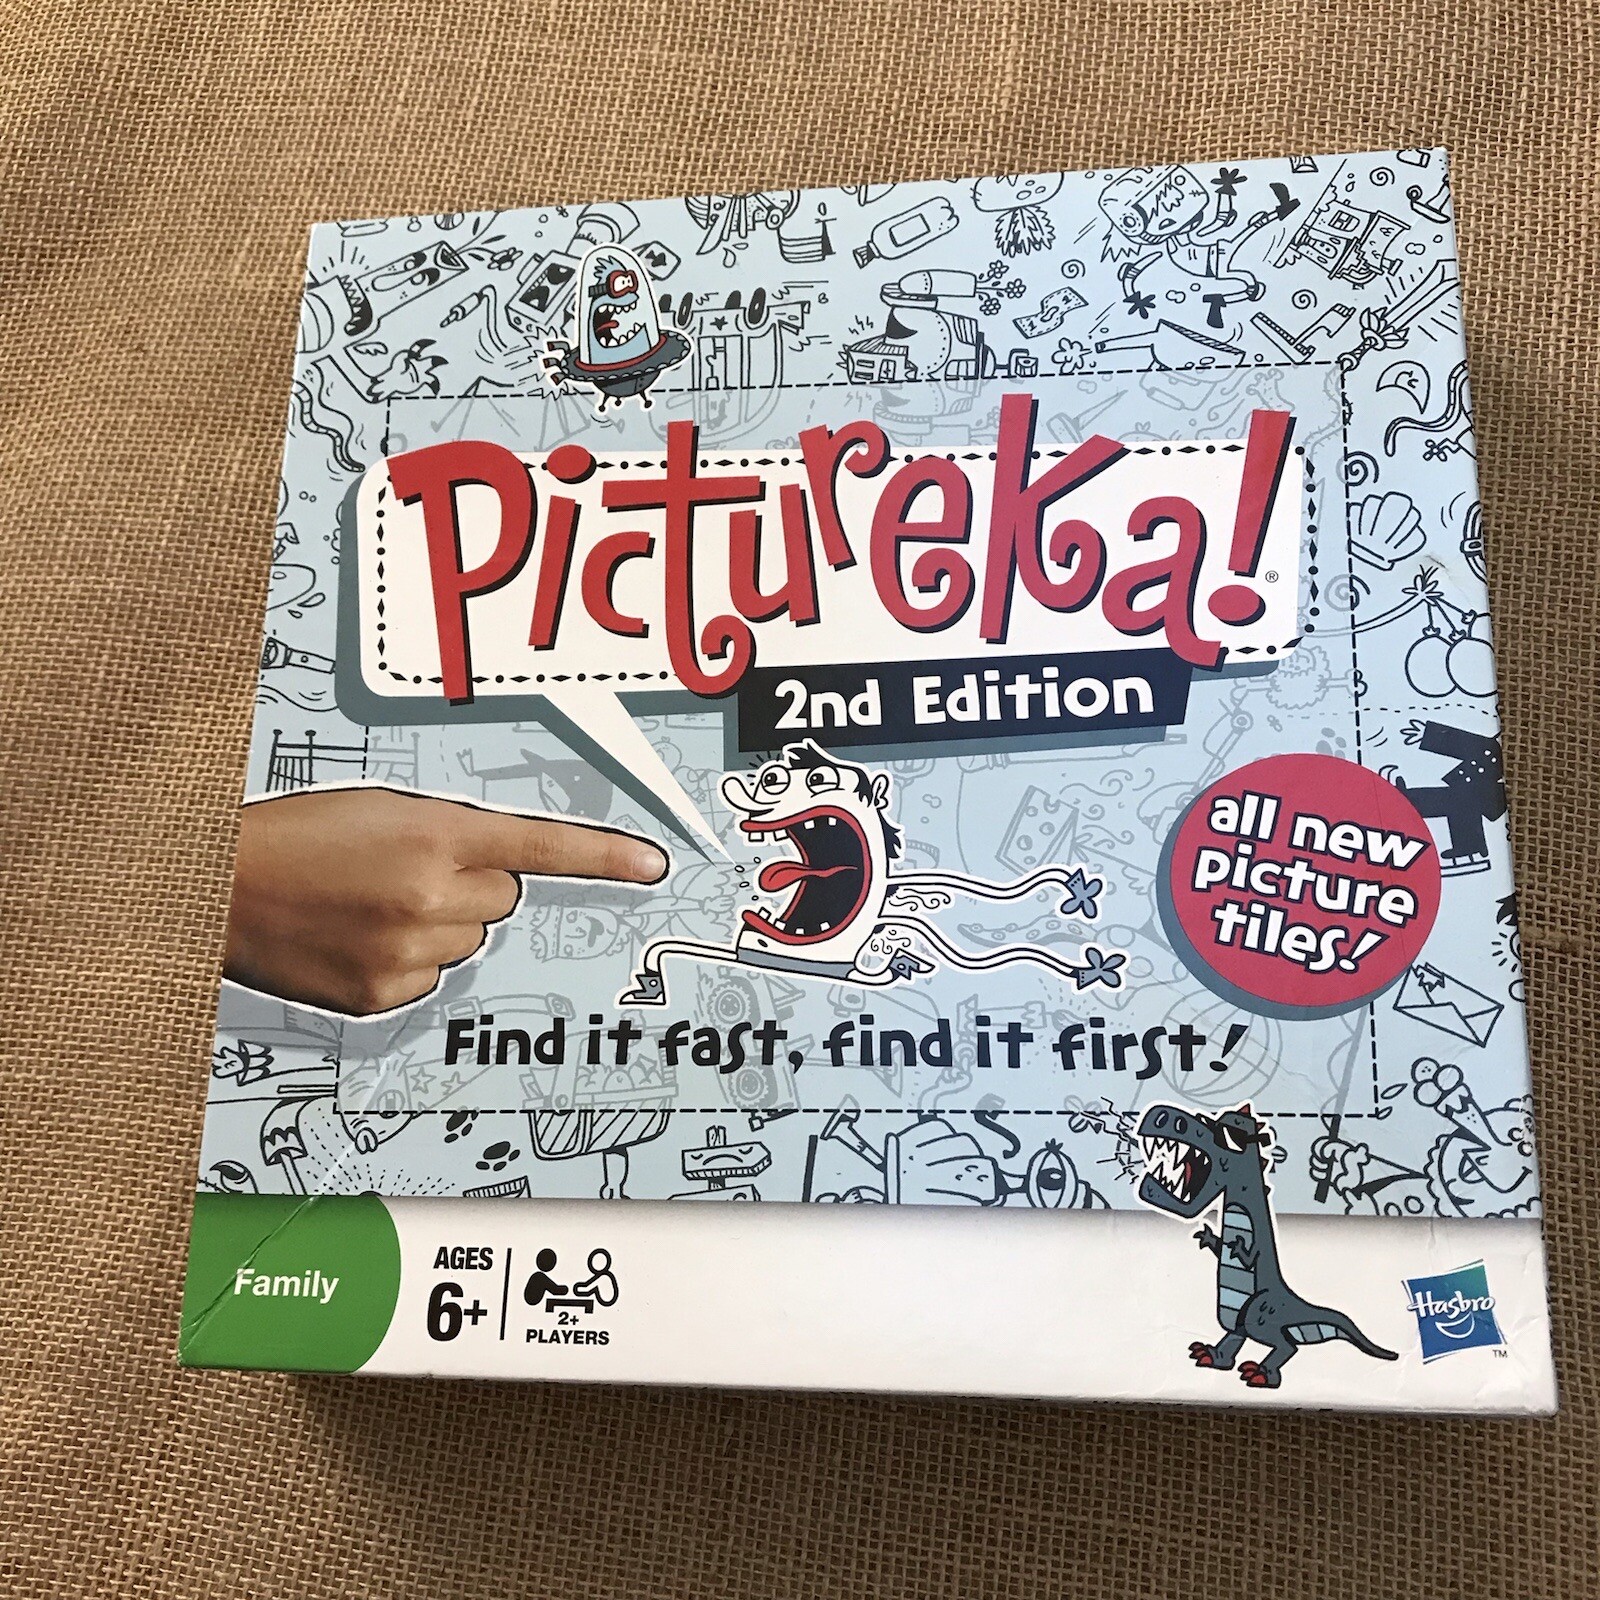 Pictureka!®
2nd Edition
all new
picture
tiles!
Find it fast, find it first!
Family
AGES
6+
2+
PLAYERS
Hasbro
TM